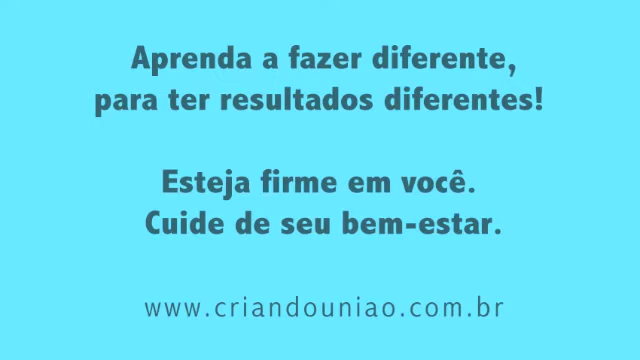 Aprenda a fazer diferente,
para ter resultados diferentes!
Esteja firme em você.
Cuide de seu bem-estar.
www.criandouniao.com.br